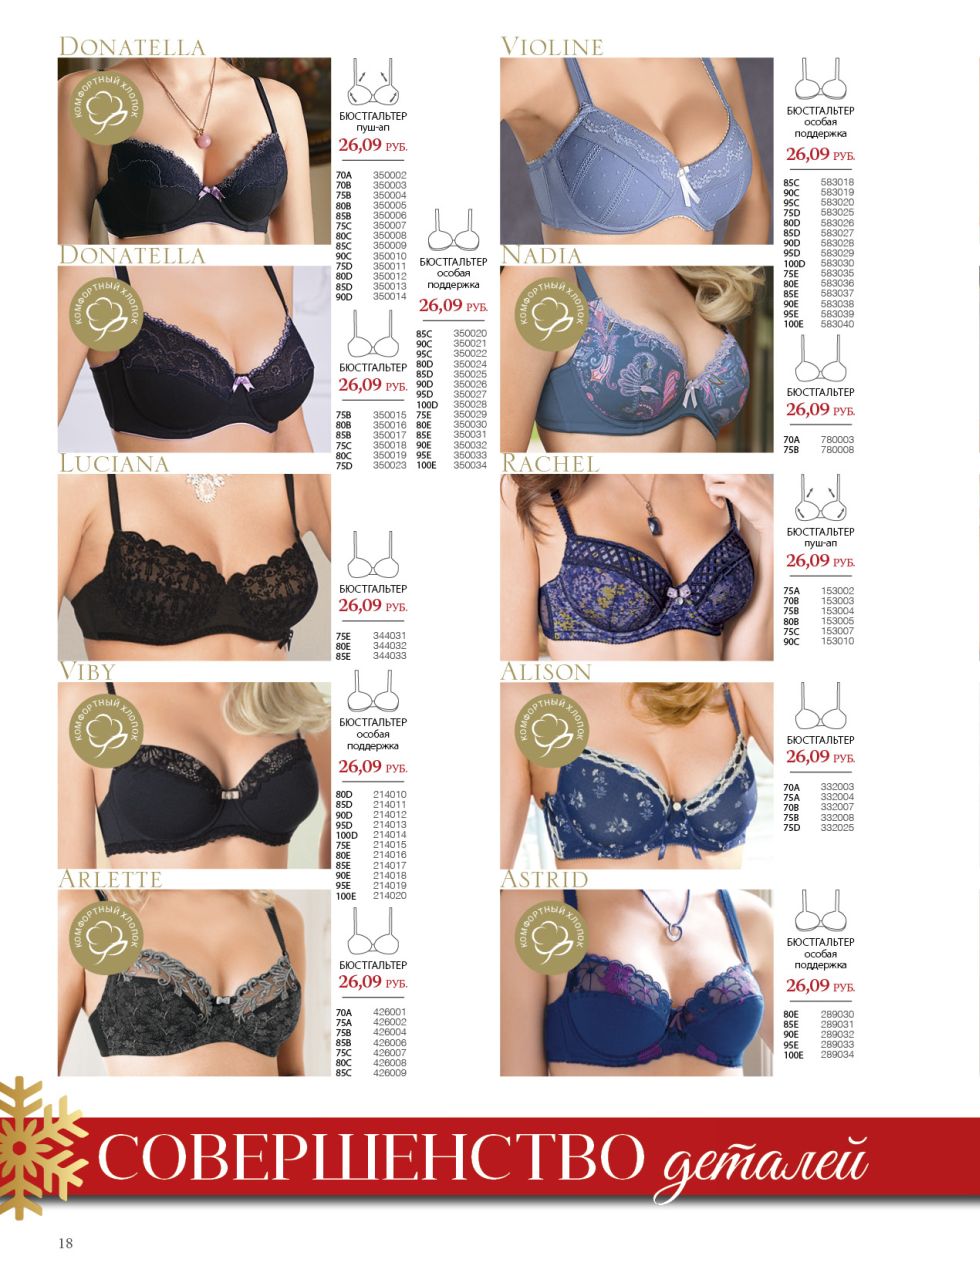 DONATELLA
КОМФОРТНЫЙ ХЛОПОК
БЮСТГАЛЬТЕР
пуш-ап
26,09 РУБ.
70A 350002
70B 350003
75B 350004
80B 350005
85B 350006
75C 350007
80C 350008
85C 350009
90C 350010
75D 350011
80D 350012
85D 350013
90D 350014
DONATELLA
КОМФОРТНЫЙ ХЛОПОК
БЮСТГАЛЬТЕР
26,09 РУБ.
75B 350015
80B 350016
85B 350017
75C 350018
80C 350019
75D 350023
БЮСТГАЛЬТЕР
особая
поддержка
26,09 РУБ.
85C 350020
90C 350021
95C 350022
80D 350024
85D 350025
90D 350026
95D 350027
100D 350028
75E 350029
80E 350030
85E 350031
90E 350032
95E 350033
100E 350034
LUCIANA
БЮСТГАЛЬТЕР
26,09 РУБ.
75E 344031
80E 344032
85E 344033
VIBY
КОМФОРТНЫЙ ХЛОПОК
БЮСТГАЛЬТЕР
особая
поддержка
26,09 РУБ.
80D 214010
85D 214011
90D 214012
95D 214013
100D 214014
75E 214015
80E 214016
85E 214017
90E 214018
95E 214019
100E 214020
ARLETTE
КОМФОРТНЫЙ ХЛОПОК
БЮСТГАЛЬТЕР
26,09 РУБ.
70A 426001
75A 426002
75B 426004
85B 426006
75C 426007
80C 426008
85C 426009
VIOLINE
БЮСТГАЛЬТЕР
особая
поддержка
26,09 РУБ.
85C 583018
90C 583019
95C 583020
75D 583025
80D 583026
85D 583027
90D 583028
95D 583029
100D 583030
75E 583035
80E 583036
85E 583037
90E 583038
95E 583039
100E 583040
NADIA
КОМФОРТНЫЙ ХЛОПОК
БЮСТГАЛЬТЕР
26,09 РУБ.
70A 780003
75B 780008
RACHEL
БЮСТГАЛЬТЕР
пуш-ап
26,09 РУБ.
75A 153002
70B 153003
75B 153004
80B 153005
75C 153007
90C 153010
ALISON
КОМФОРТНЫЙ ХЛОПОК
БЮСТГАЛЬТЕР
26,09 РУБ.
70A 332003
75A 332004
70B 332007
75B 332008
75D 332025
ASTRID
КОМФОРТНЫЙ ХЛОПОК
БЮСТГАЛЬТЕР
особая
поддержка
26,09 РУБ.
80E 289030
85E 289031
90E 289032
95E 289033
100E 289034
СОВЕРШЕНСТВО деталей
18